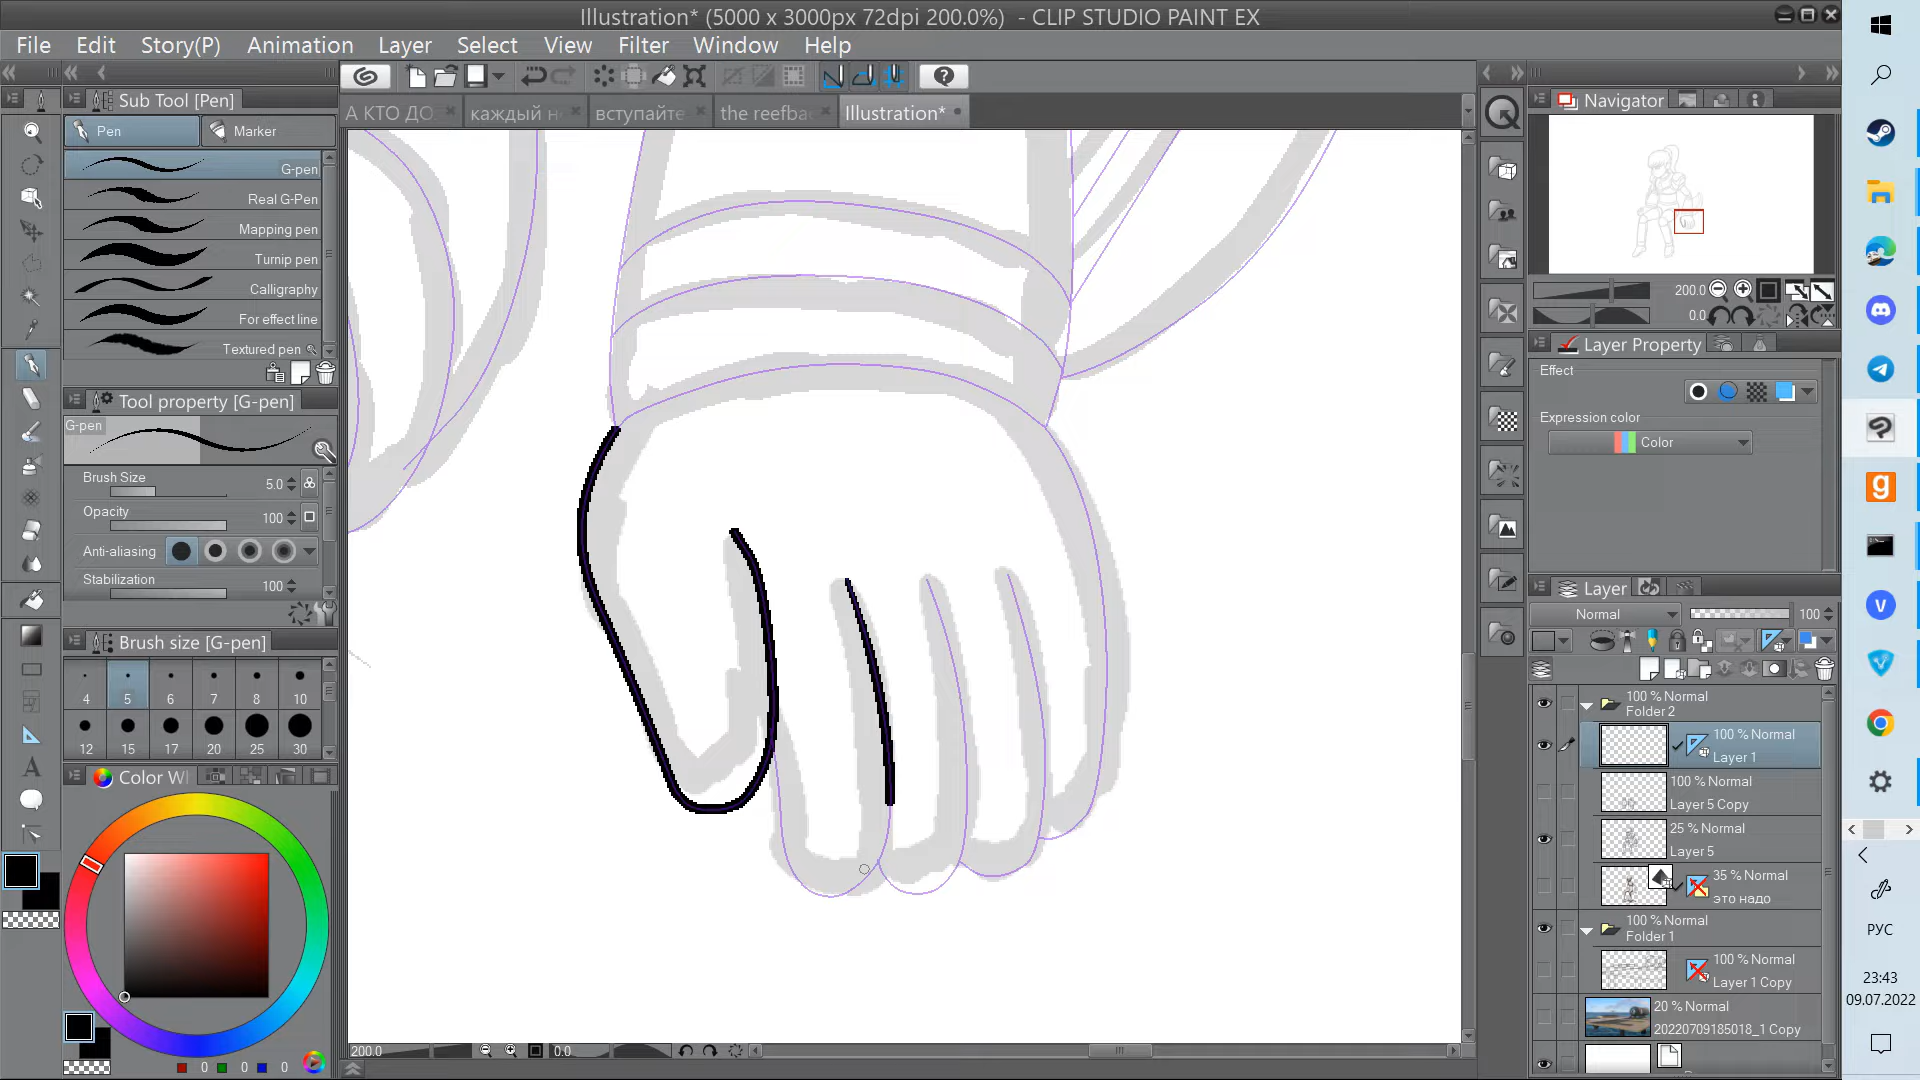 Illustration* (5000 x 3000px 72dpi 200.0%) - CLIP STUDIO PAINT EX
File Edit Story(P) Animation Layer Select View Filter Window Help
А КТО ДО
каждый н
вступайте
the reefba
Illustration*
Sub Tool [Pen]
Pen
Marker
G-pen
Real G-Pen
Mapping pen
Turnip pen
Calligraphy
For effect line
Textured pen
Tool property [G-pen]
G-pen
Brush Size 5.0
Opacity 100
Anti-aliasing
Stabilization 100
Brush size [G-pen]
4 5 6 7 8 10
12 15 17 20 25 30
Color W
0 0 0
200.0 0.0
Navigator
200.0
0.0
Layer Property
Effect
Expression color
Color
Layer
Normal 100
100 % Normal
Folder 2
100 % Normal
Layer 1
100 % Normal
Layer 5 Copy
25 % Normal
Layer 5
35 % Normal
это надо
100 % Normal
Folder 1
100 % Normal
Layer 1 Copy
20 % Normal
20220709185018_1 Copy
РУС
23:43
09.07.2022